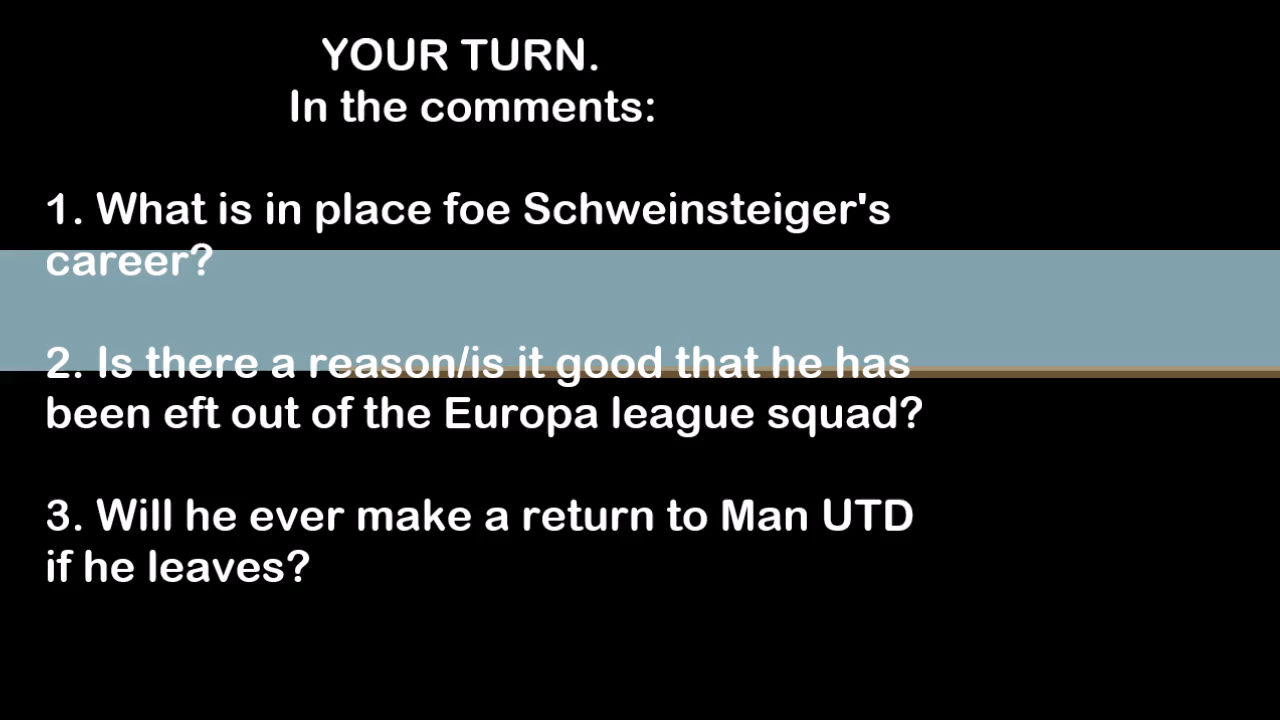 YOUR TURN.
In the comments:
1. What is in place foe Schweinsteiger's
career?
2. Is there a reason/is it good that he has
been eft out of the Europa league squad?
3. Will he ever make a return to Man UTD
if he leaves?